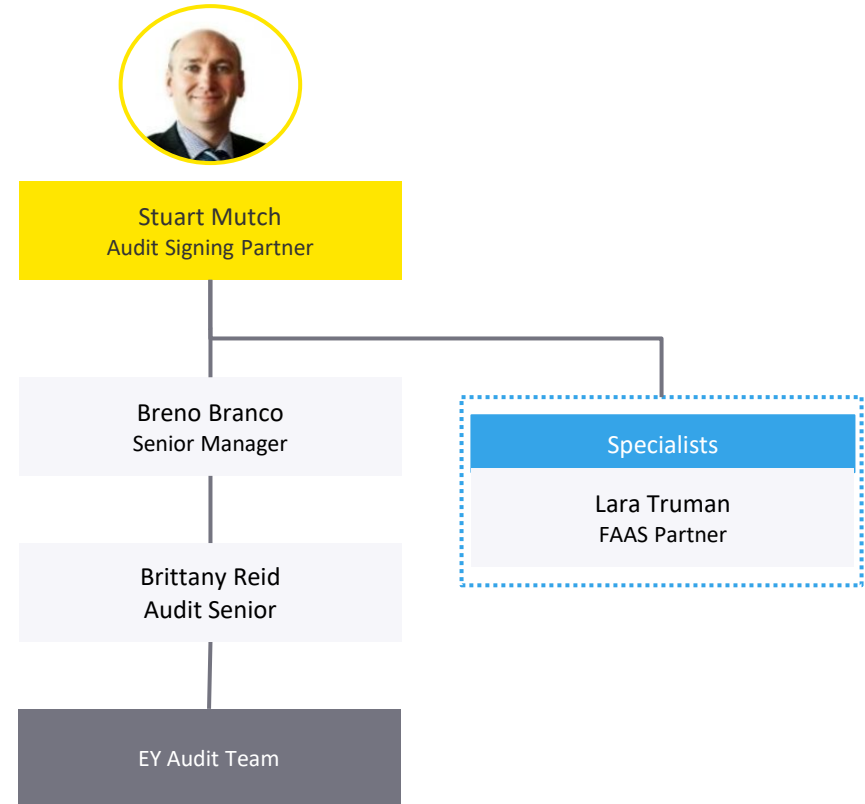 Stuart Mutch
Audit Signing Partner
Breno Branco
Senior Manager
Specialists
Lara Truman
FAAS Partner
Brittany Reid
Audit Senior
EY Audit Team